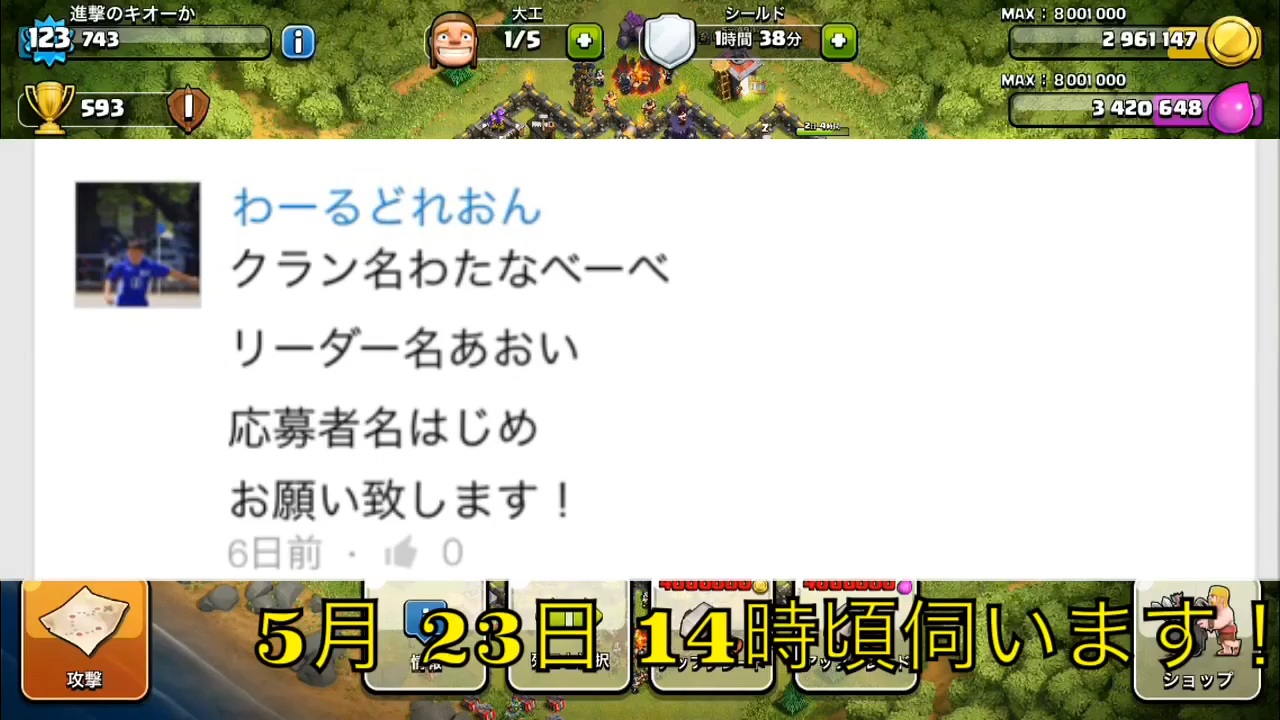 進撃のキオーか
123 743
593
大工
1/5
シールド
1時間 38分
MAX : 8 001 000
2 961 147
MAX : 8 001 000
3 420 648
わーるどれおん
クラン名わたなべーべ
リーダー名あおい
応募者名はじめ
お願い致します！
6日前 · 0
5月 23日 14時頃伺います！
攻撃
情報
ショップ